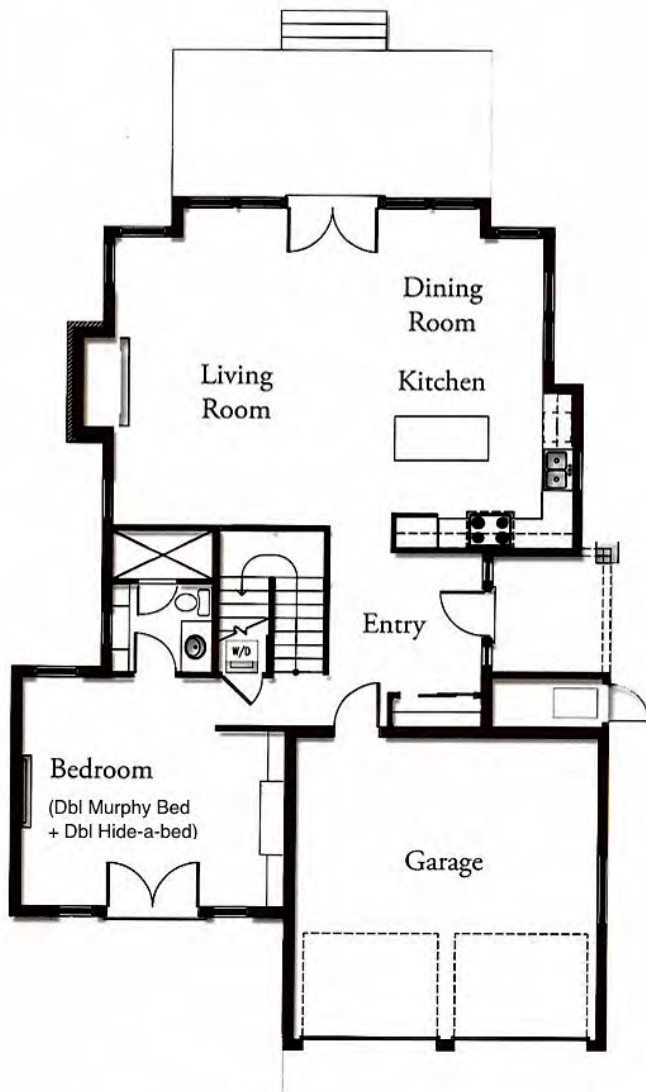 Dining
Room
Living
Room
Kitchen
Entry
W/D
Bedroom
(Dbl Murphy Bed
+ Dbl Hide-a-bed)
Garage